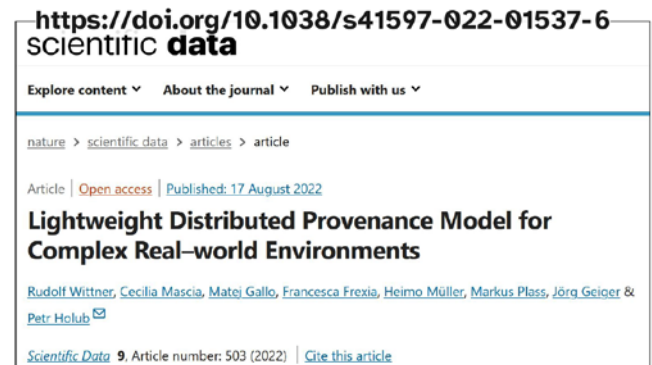 https://doi.org/10.1038/s41597-022-01537-6
scientific data
Explore content About the journal Publish with us
nature > scientific data > articles > article
Article | Open access | Published: 17 August 2022
Lightweight Distributed Provenance Model for
Complex Real–world Environments
Rudolf Wittner, Cecilia Mascia, Matej Gallo, Francesca Frexia, Heimo Müller, Markus Plass, Jörg Geiger &
Petr Holub
Scientific Data 9, Article number: 503 (2022) | Cite this article